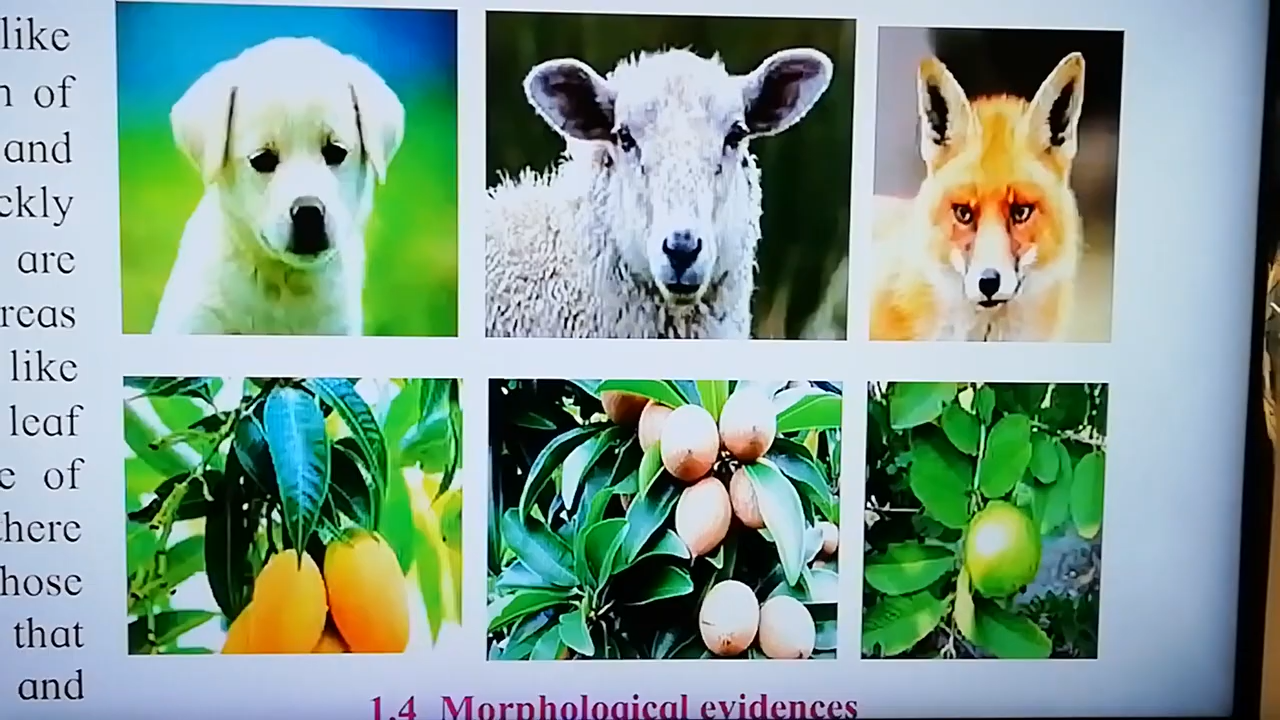 like
of
and
ckly
are
reas
like
leaf
of
here
hose
that
and
1.4 Morphological evidences